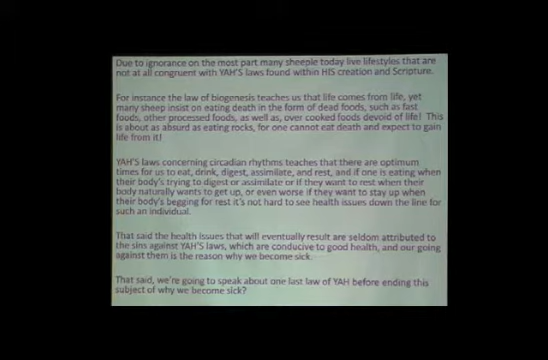 Due to ignorance on the most part many sheeple today live lifestyles that are
not at all congruent with YAH'S laws found within HIS creation and Scripture.
For instance the law of biogenesis teaches us that life comes from life, yet
many sheep insist on eating death in the form of dead foods, such as fast
foods, other processed foods, as well as, over cooked foods devoid of life! This
is about as absurd as eating rocks, for one cannot eat death and expect to gain
life from it!
YAH'S laws concerning circadian rhythms teaches that there are optimum
times for us to eat, drink, digest, assimilate, and rest, and if one is eating when
their body's trying to digest or assimilate or if they want to rest when their
body naturally wants to get up, or even worse if they want to stay up when
their body's begging for rest it's not hard to see health issues down the line for
such an individual.
That said the health issues that will eventually result are seldom attributed to
the sins against YAH'S laws, which are conducive to good health, and our going
against them is the reason why we become sick.
That said, we're going to speak about one last law of YAH before ending this
subject of why we become sick?